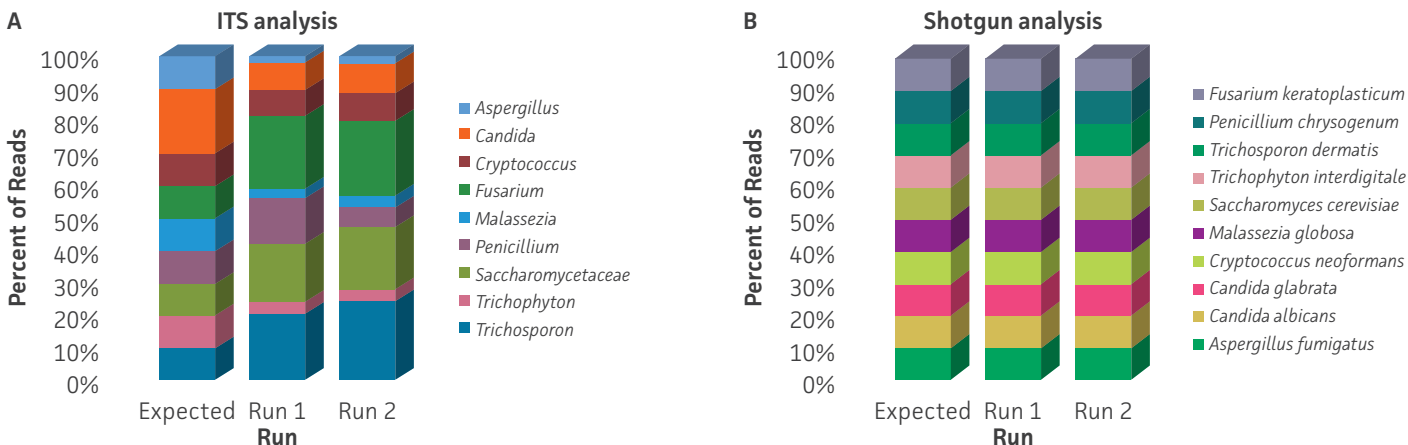 A
ITS analysis
Percent of Reads
100%
90%
80%
70%
60%
50%
40%
30%
20%
10%
0%
Expected
Run 1
Run 2
Run
Aspergillus
Candida
Cryptococcus
Fusarium
Malassezia
Penicillium
Saccharomycetaceae
Trichophyton
Trichosporon
B
Shotgun analysis
Percent of Reads
100%
90%
80%
70%
60%
50%
40%
30%
20%
10%
0%
Expected
Run 1
Run 2
Run
Fusarium keratoplasticum
Penicillium chrysogenum
Trichosporon dermatis
Trichophyton interdigitale
Saccharomyces cerevisiae
Malassezia globosa
Cryptococcus neoformans
Candida glabrata
Candida albicans
Aspergillus fumigatus